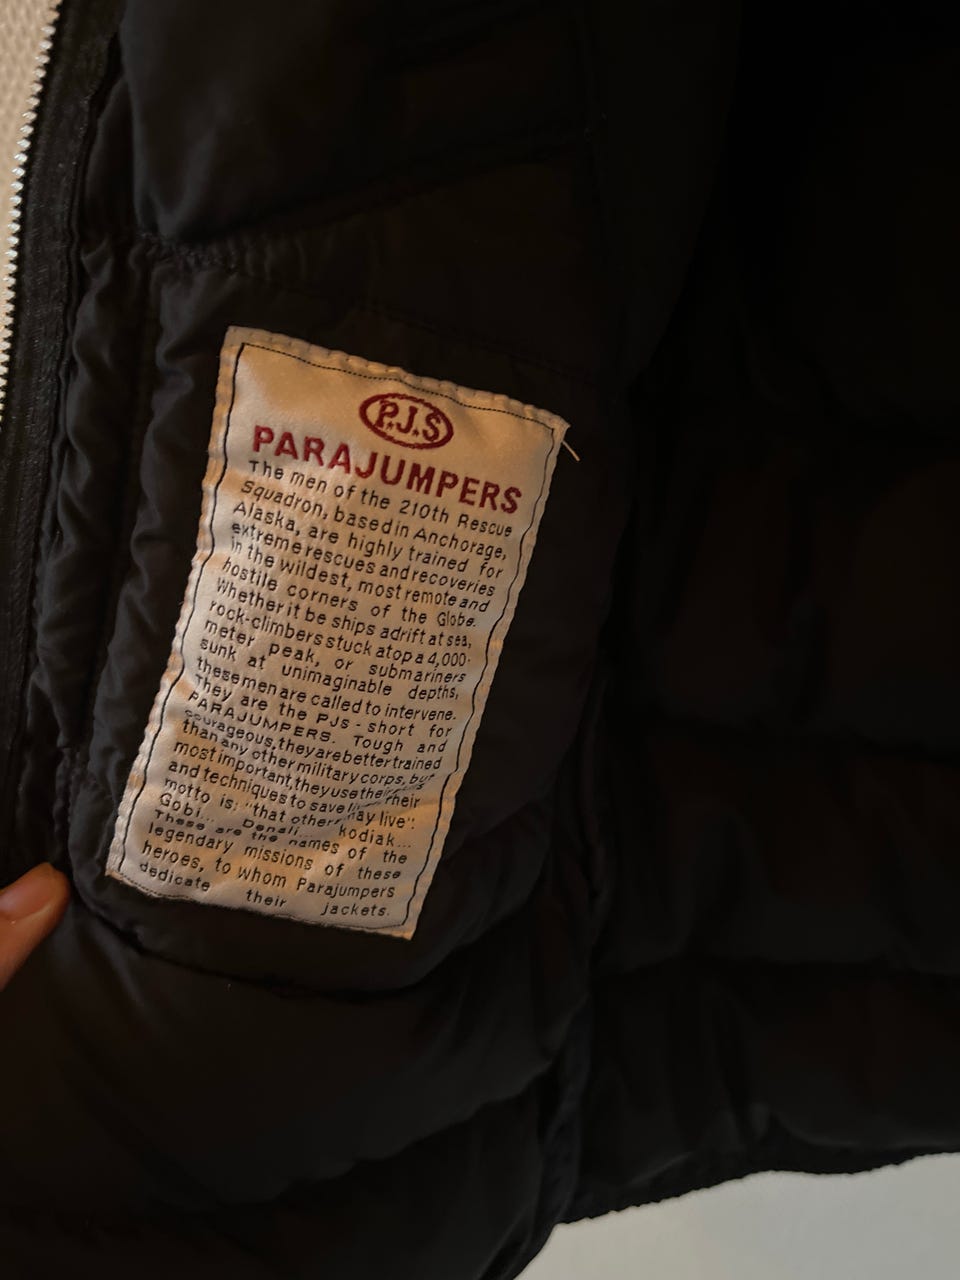 P.J.S
PARAJUMPERS
The men of the 210th Rescue
Squadron, based in Anchorage,
Alaska, are highly trained for
extreme rescues and recoveries
in the wildest, most remote and
hostile corners of the Globe.
Whether it be ships adrift at sea,
rock-climbers stuck atop a 4,000-
meter peak, or submariners
sunk at unimaginable depths,
these men are called to intervene.
They are the PJs - short for
PARAJUMPERS. Tough and
courageous, they are better trained
than any other military corps, but
most important, they use their
and techniques to save their
motto is: "that others may live".
Gobi... Denali... Kodiak...
These are the names of the
legendary missions of these
heroes, to whom Parajumpers
dedicate their jackets.